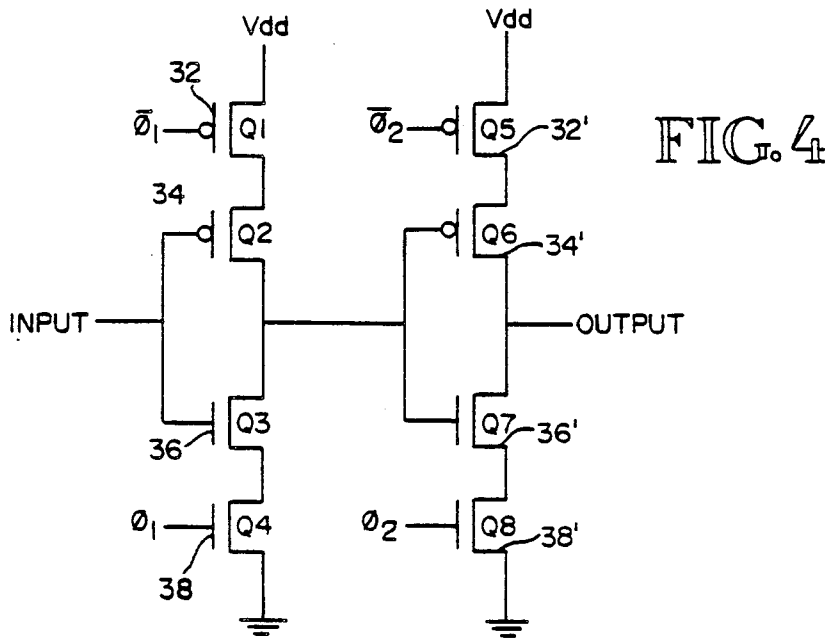 Vdd Vdd
32
Ø̅1 Q1 Ø̅2 Q5 32'
FIG. 4
34 Q2 Q6 34'
INPUT OUTPUT
Q3 Q7
36 36'
Ø1 Q4 Ø2 Q8
38 38'